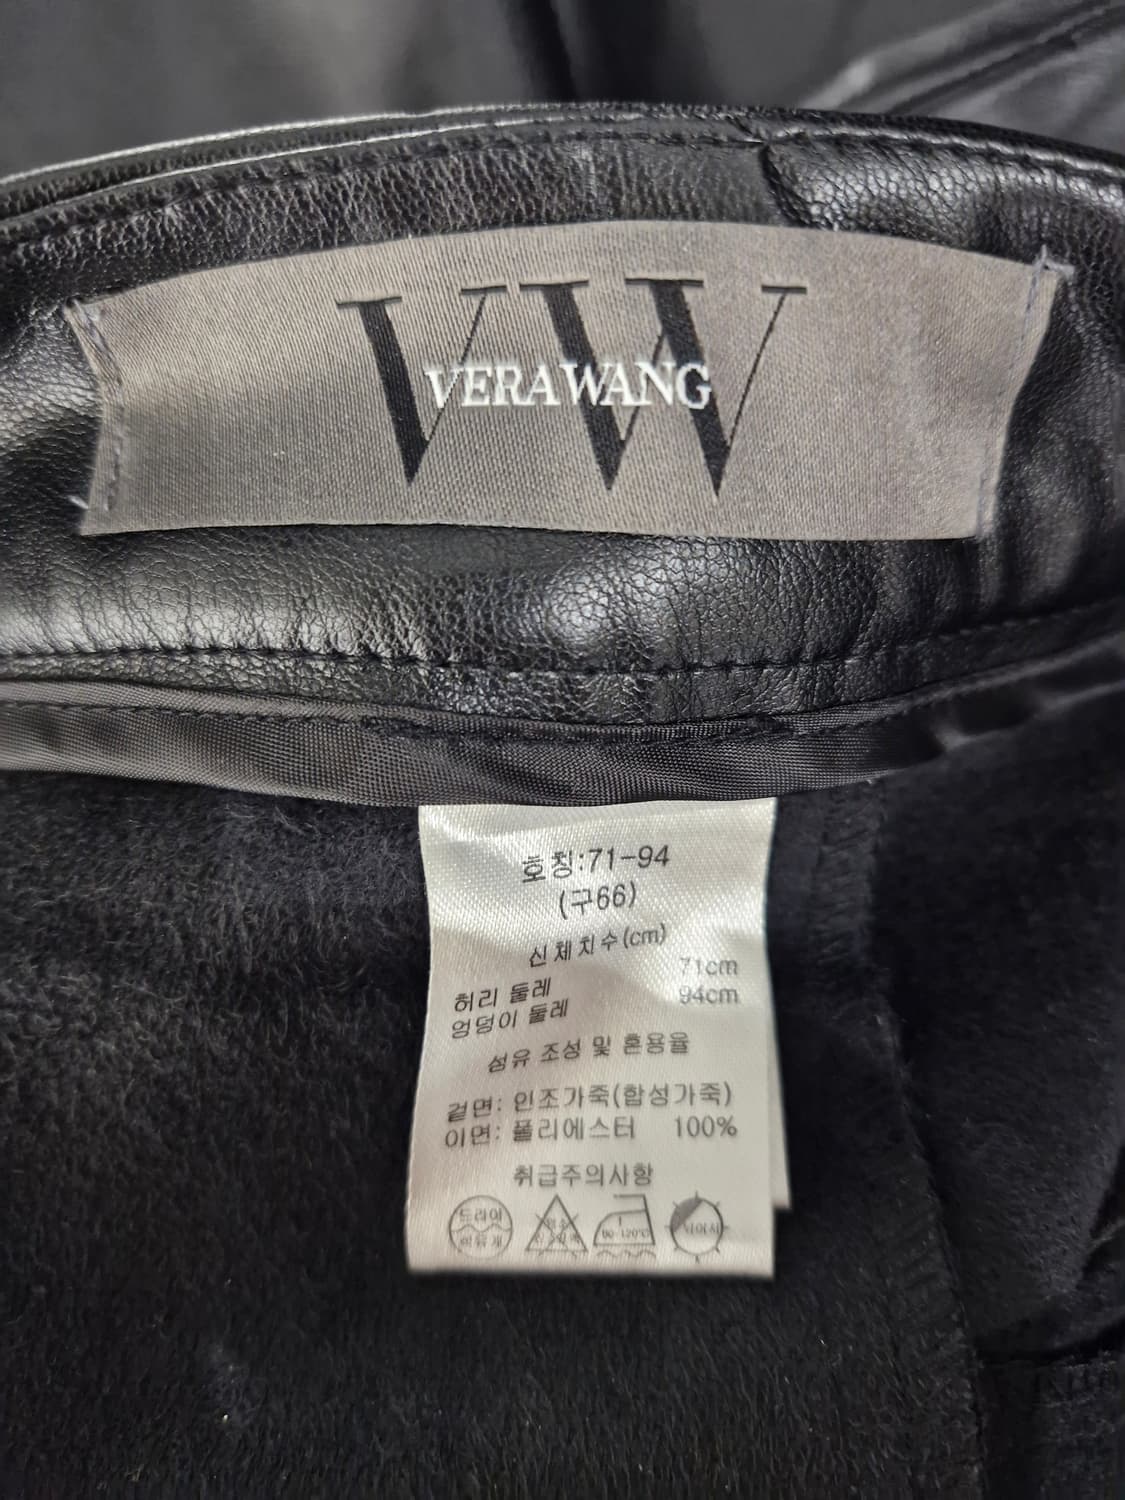 VW
VERA WANG
호칭:71-94
(구66)
신체치수(cm)
허리 둘레 71cm
엉덩이 둘레 94cm
섬유 조성 및 혼용율
겉면: 인조가죽(합성가죽)
이면: 폴리에스터 100%
취급주의사항
드라이